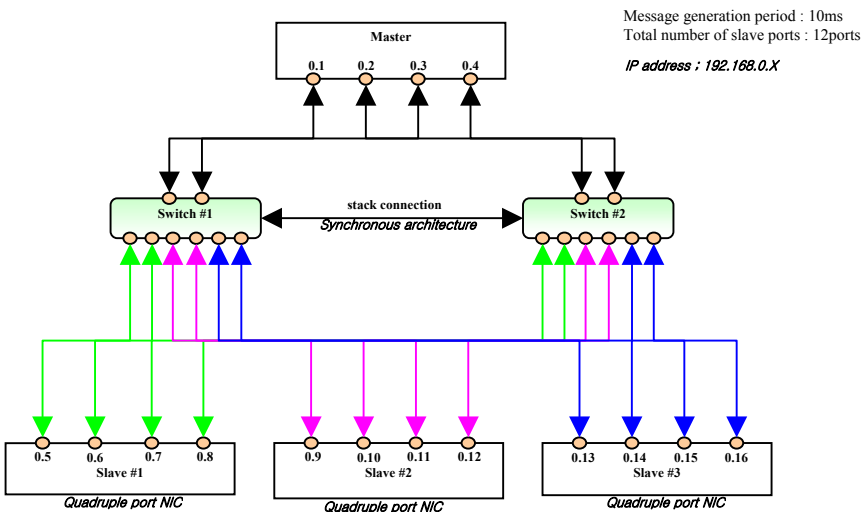 Message generation period : 10ms
Total number of slave ports : 12ports
IP address ; 192.168.0.X
Master
0.1 0.2 0.3 0.4
Switch #1
stack connection
Synchronous architecture
Switch #2
0.5 0.6 0.7 0.8
Slave #1
Quadruple port NIC
0.9 0.10 0.11 0.12
Slave #2
Quadruple port NIC
0.13 0.14 0.15 0.16
Slave #3
Quadruple port NIC